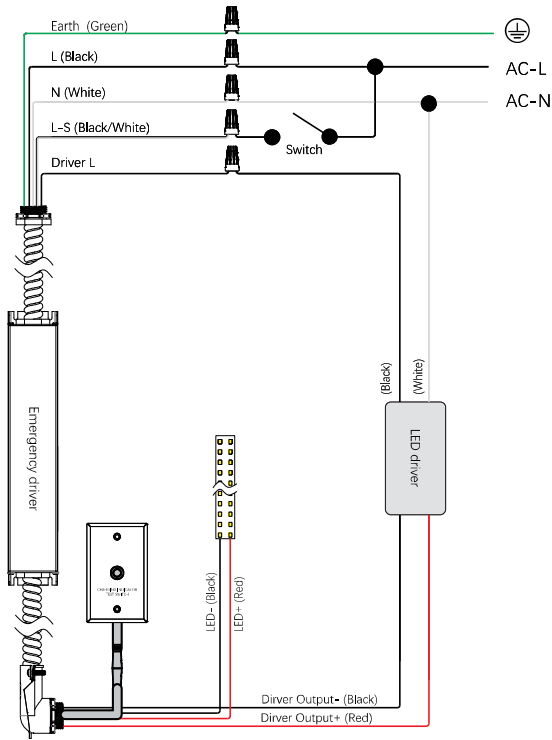 Earth (Green)
L (Black)
AC-L
N (White)
AC-N
L-S (Black/White)
Switch
Driver L
(Black)
(White)
Emergency driver
LED driver
LED- (Black)
LED+ (Red)
Dirver Output- (Black)
Dirver Output+ (Red)